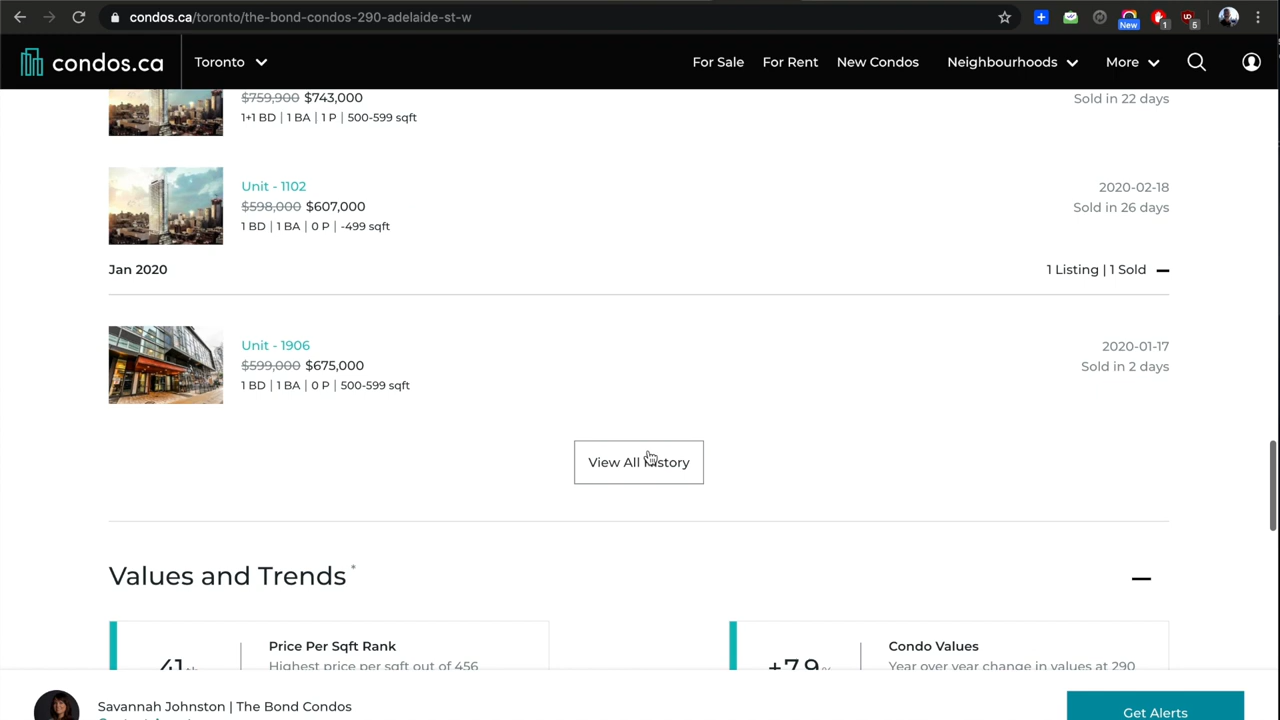 condos.ca/toronto/the-bond-condos-290-adelaide-st-w
New
1
5
condos.ca
Toronto
For Sale
For Rent
New Condos
Neighbourhoods
More
$759,900 $743,000
Sold in 22 days
1+1 BD | 1 BA | 1 P | 500-599 sqft
Unit - 1102
2020-02-18
$598,000 $607,000
Sold in 26 days
1 BD | 1 BA | 0 P | -499 sqft
Jan 2020
1 Listing | 1 Sold
Unit - 1906
2020-01-17
$599,000 $675,000
Sold in 2 days
1 BD | 1 BA | 0 P | 500-599 sqft
View All History
Values and Trends *
Price Per Sqft Rank
41
Highest price per sqft out of 456
Condo Values
+7.9
Year over year change in values at 290
Savannah Johnston | The Bond Condos
Get Alerts